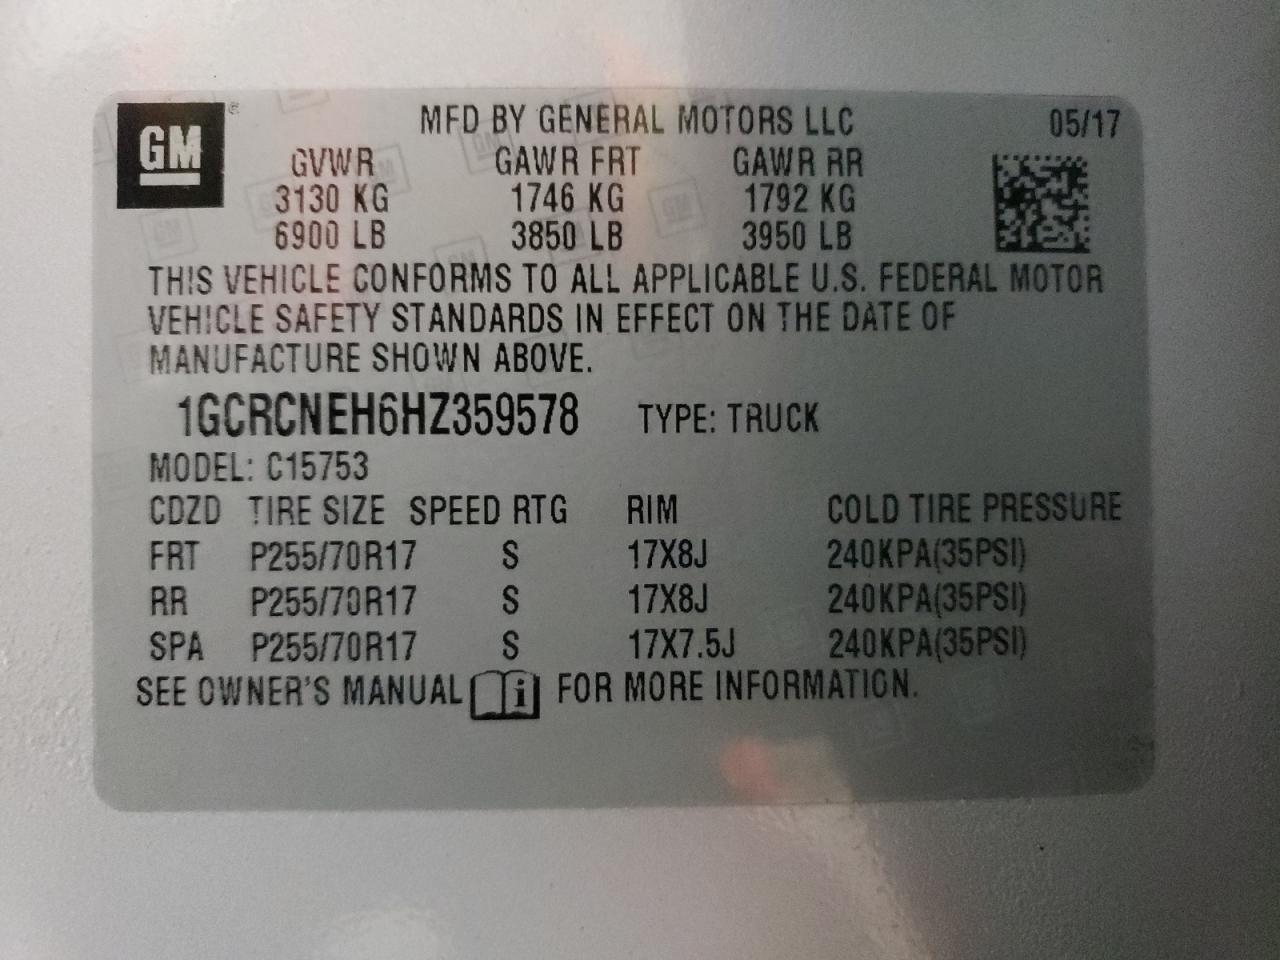 GM ® MFD BY GENERAL MOTORS LLC 05/17
GVWR GAWR FRT GAWR RR
3130 KG 1746 KG 1792 KG
6900 LB 3850 LB 3950 LB
THIS VEHICLE CONFORMS TO ALL APPLICABLE U.S. FEDERAL MOTOR
VEHICLE SAFETY STANDARDS IN EFFECT ON THE DATE OF
MANUFACTURE SHOWN ABOVE.
1GCRCNEH6HZ359578 TYPE: TRUCK
MODEL: C15753
CDZD TIRE SIZE SPEED RTG RIM COLD TIRE PRESSURE
FRT P255/70R17 S 17X8J 240KPA(35PSI)
RR P255/70R17 S 17X8J 240KPA(35PSI)
SPA P255/70R17 S 17X7.5J 240KPA(35PSI)
SEE OWNER'S MANUAL i FOR MORE INFORMATION.